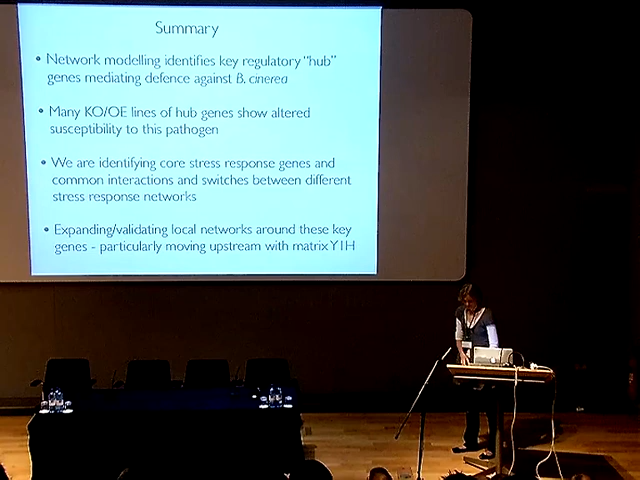 Summary
• Network modelling identifies key regulatory "hub"
genes mediating defence against B. cinerea
• Many KO/OE lines of hub genes show altered
susceptibility to this pathogen
• We are identifying core stress response genes and
common interactions and switches between different
stress response networks
• Expanding/validating local networks around these key
genes - particularly moving upstream with matrix Y1H